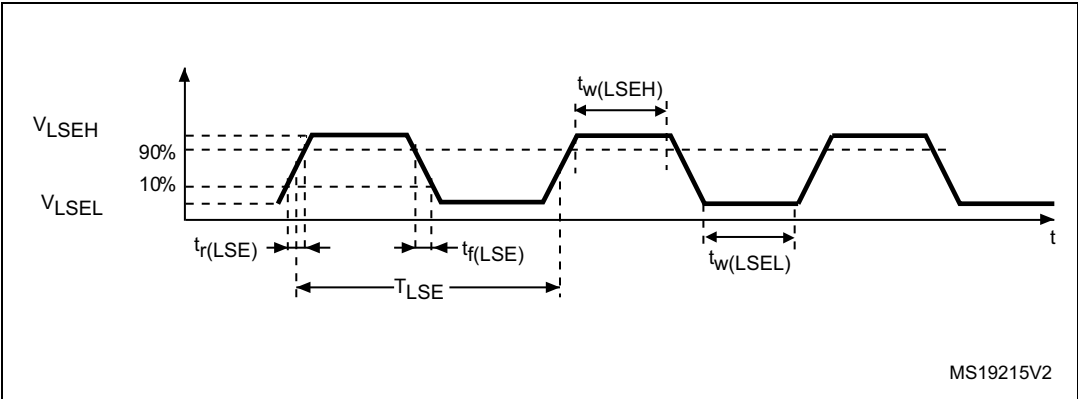 tw(LSEH)
VLSEH
90%
10%
VLSEL
tr(LSE)
tf(LSE)
tw(LSEL)
t
TLSE
MS19215V2